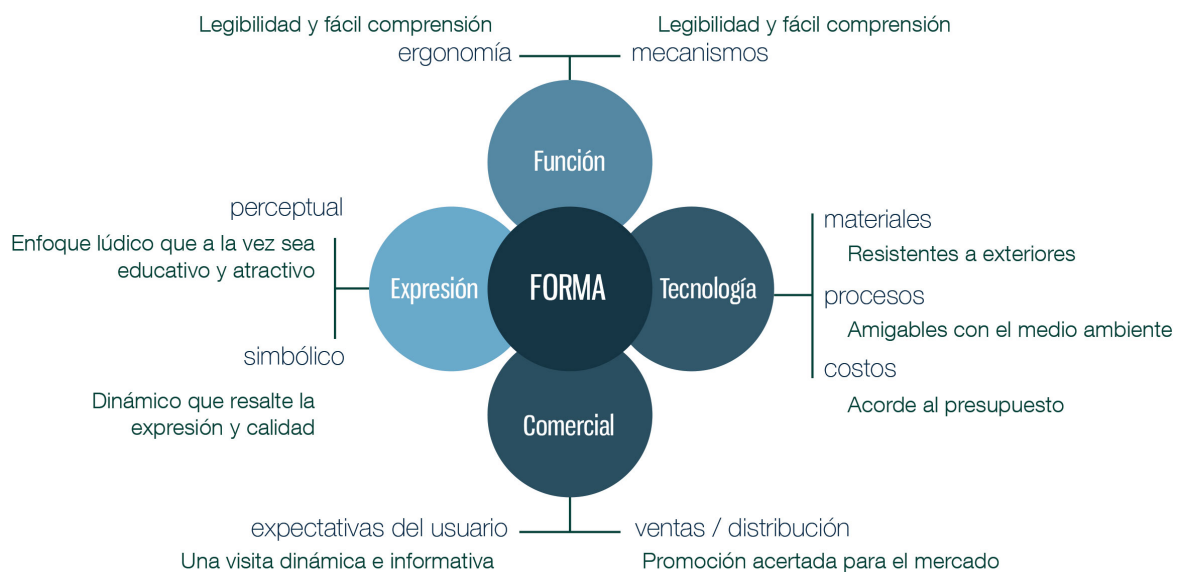 Legibilidad y fácil comprensión
Legibilidad y fácil comprensión
ergonomía
mecanismos
Función
perceptual
Enfoque lúdico que a la vez sea
educativo y atractivo
simbólico
Dinámico que resalte la
expresión y calidad
Expresión
FORMA
Tecnología
materiales
Resistentes a exteriores
procesos
Amigables con el medio ambiente
costos
Acorde al presupuesto
Comercial
expectativas del usuario
ventas / distribución
Una visita dinámica e informativa
Promoción acertada para el mercado